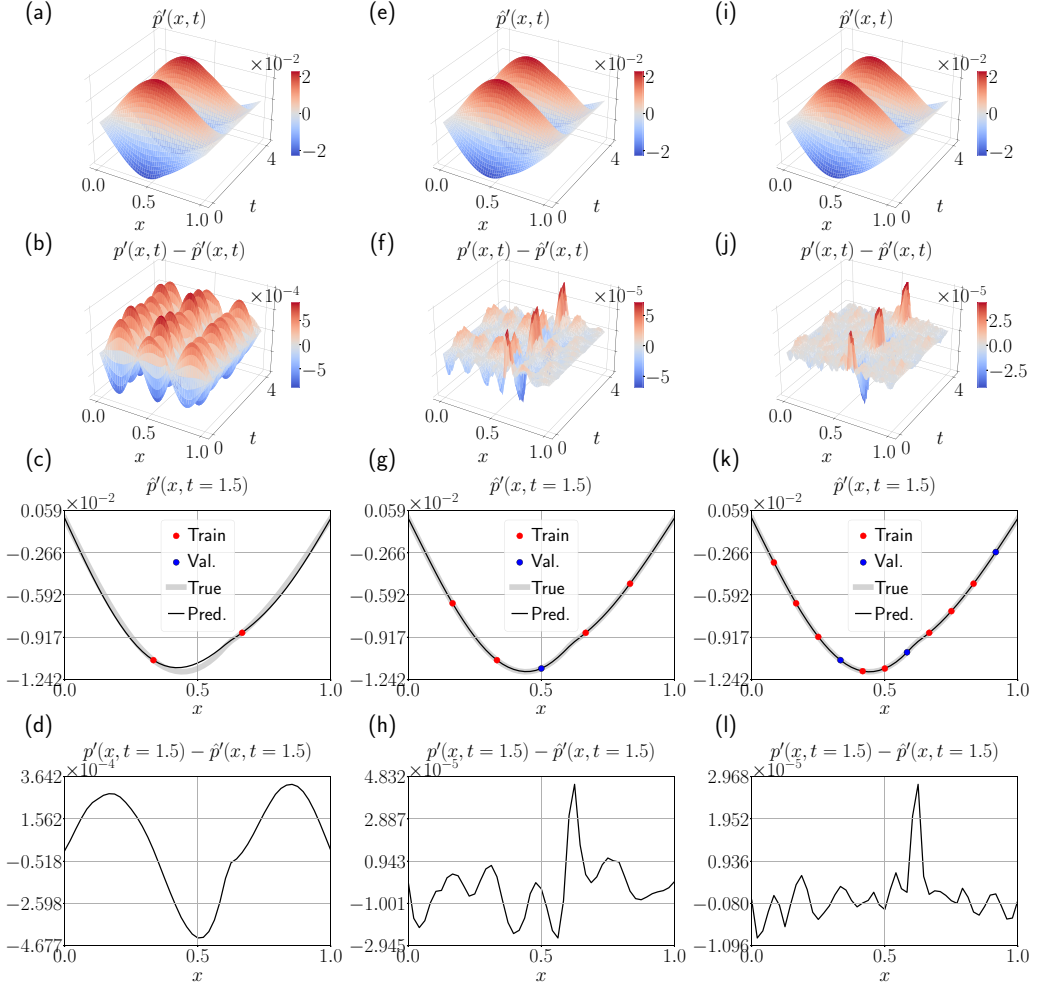 (a) (e) (i)
p̂′(x, t) p̂′(x, t) p̂′(x, t)
×10⁻² ×10⁻² ×10⁻²
2 2 2
0 0 0
−2 −2 −2
4 4 4
0.0 0.5 1.0 0 0.0 0.5 1.0 0 0.0 0.5 1.0 0
x t x t x t
(b) (f) (j)
p′(x, t) − p̂′(x, t) p′(x, t) − p̂′(x, t) p′(x, t) − p̂′(x, t)
×10⁻⁴ ×10⁻⁵ ×10⁻⁵
5 5 2.5
0 0 0.0
−5 −5 −2.5
4 4 4
0.0 0.5 1.0 0 0.0 0.5 1.0 0 0.0 0.5 1.0 0
x t x t x t
(c) (g) (k)
p̂′(x, t = 1.5) p̂′(x, t = 1.5) p̂′(x, t = 1.5)
×10⁻² ×10⁻² ×10⁻²
0.059 0.059 0.059
Train Train Train
−0.266 −0.266 −0.266
Val. Val. Val.
True True True
−0.592 −0.592 −0.592
Pred. Pred. Pred.
−0.917 −0.917 −0.917
−1.242 −1.242 −1.242
0.0 0.5 1.0 0.0 0.5 1.0 0.0 0.5 1.0
x x x
(d) (h) (l)
p′(x, t = 1.5) − p̂′(x, t = 1.5) p′(x, t = 1.5) − p̂′(x, t = 1.5) p′(x, t = 1.5) − p̂′(x, t = 1.5)
×10⁻⁴ ×10⁻⁵ ×10⁻⁵
3.642 4.832 2.968
1.562 2.887 1.952
−0.518 0.943 0.936
−2.598 −1.001 −0.080
−4.677 −2.945 −1.096
0.0 0.5 1.0 0.0 0.5 1.0 0.0 0.5 1.0
x x x